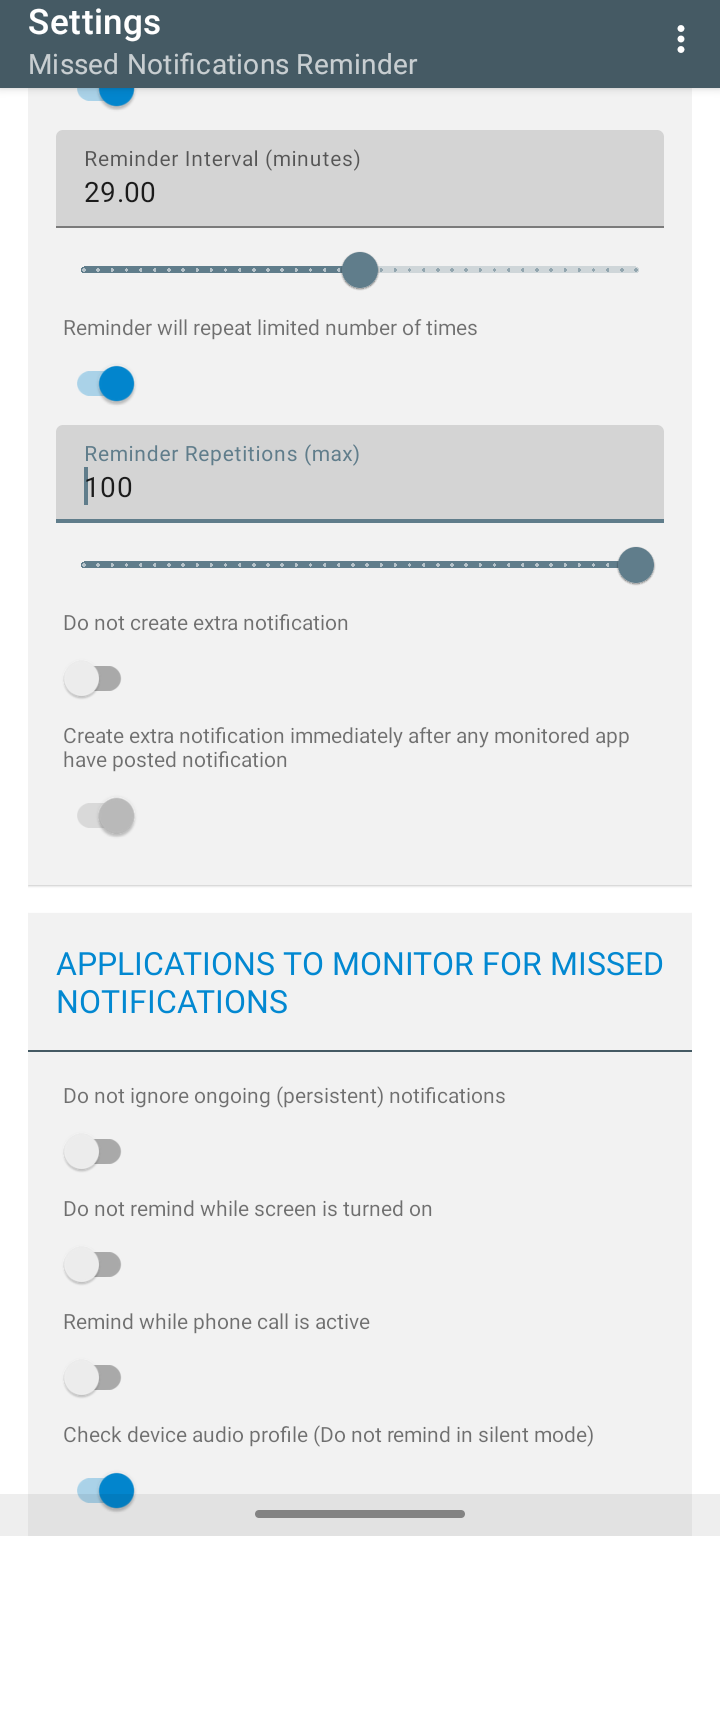 Settings
Missed Notifications Reminder
Reminder Interval (minutes)
29.00
Reminder will repeat limited number of times
Reminder Repetitions (max)
100
Do not create extra notification
Create extra notification immediately after any monitored app
have posted notification
APPLICATIONS TO MONITOR FOR MISSED
NOTIFICATIONS
Do not ignore ongoing (persistent) notifications
Do not remind while screen is turned on
Remind while phone call is active
Check device audio profile (Do not remind in silent mode)